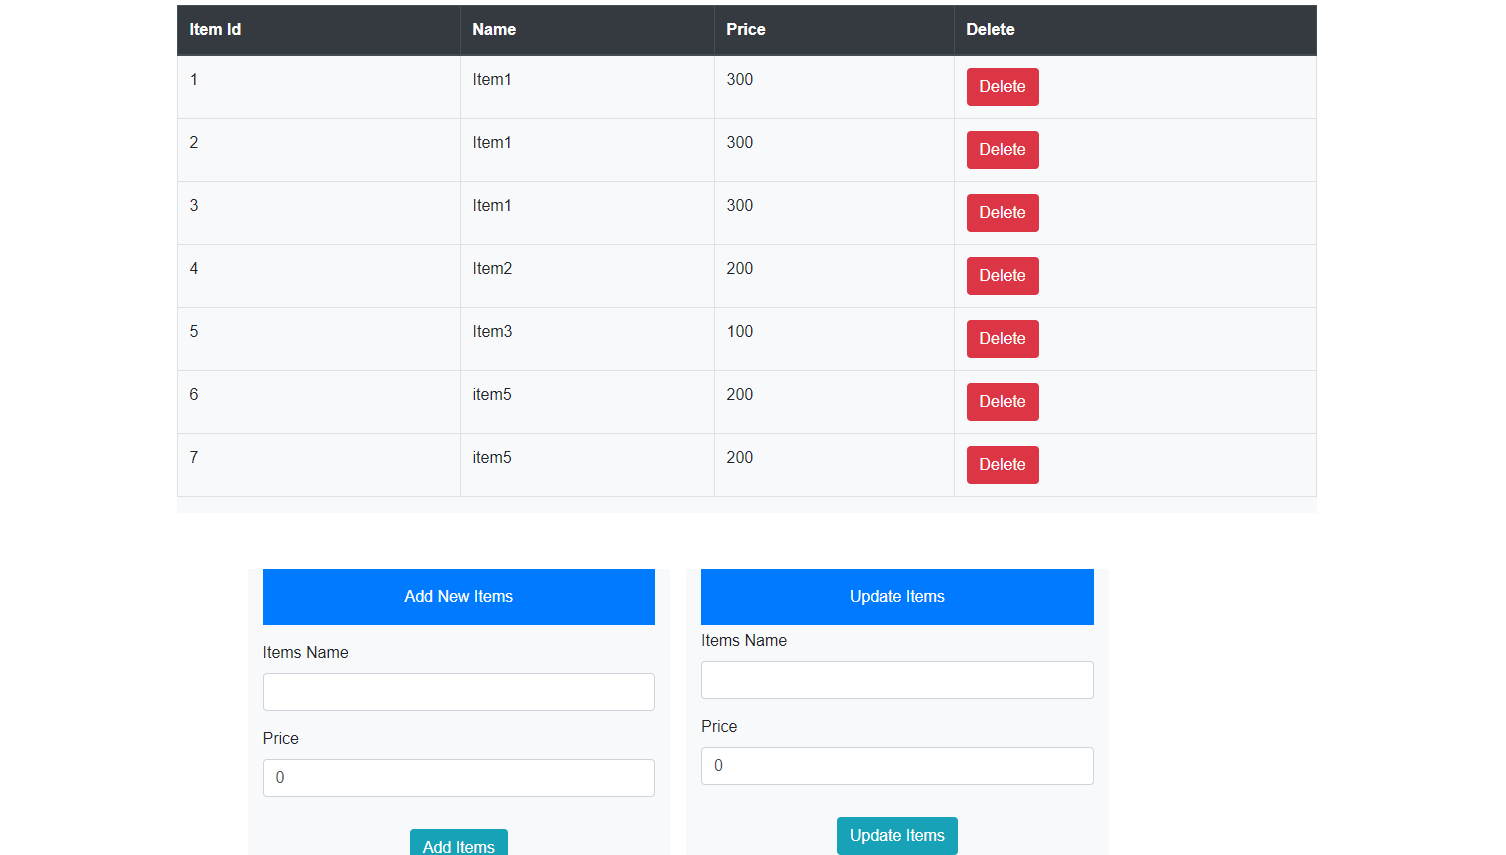 Item Id Name Price Delete
1 Item1 300 Delete
2 Item1 300 Delete
3 Item1 300 Delete
4 Item2 200 Delete
5 Item3 100 Delete
6 item5 200 Delete
7 item5 200 Delete
Add New Items
Items Name
Price
0
Add Items
Update Items
Items Name
Price
0
Update Items